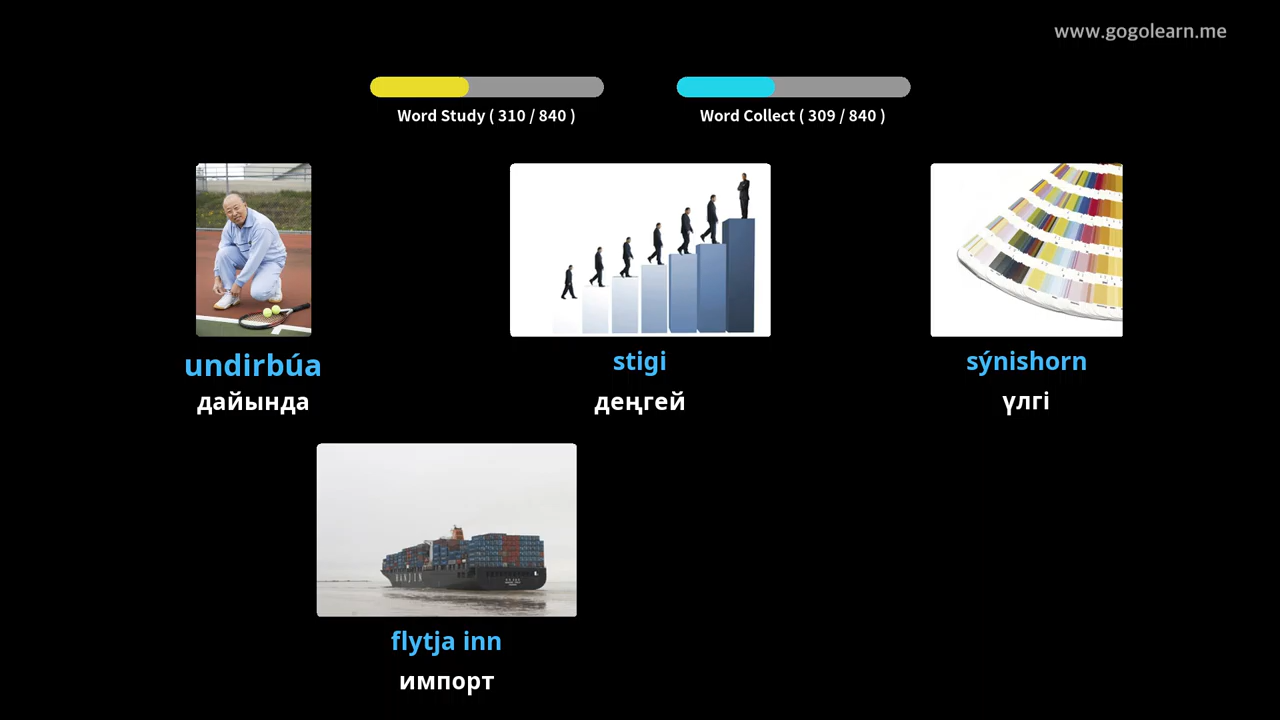 www.gogolearn.me
Word Study ( 310 / 840 )
Word Collect ( 309 / 840 )
undirbúa
дайында
stigi
деңгей
sýnishorn
үлгі
HANJIN
flytja inn
импорт